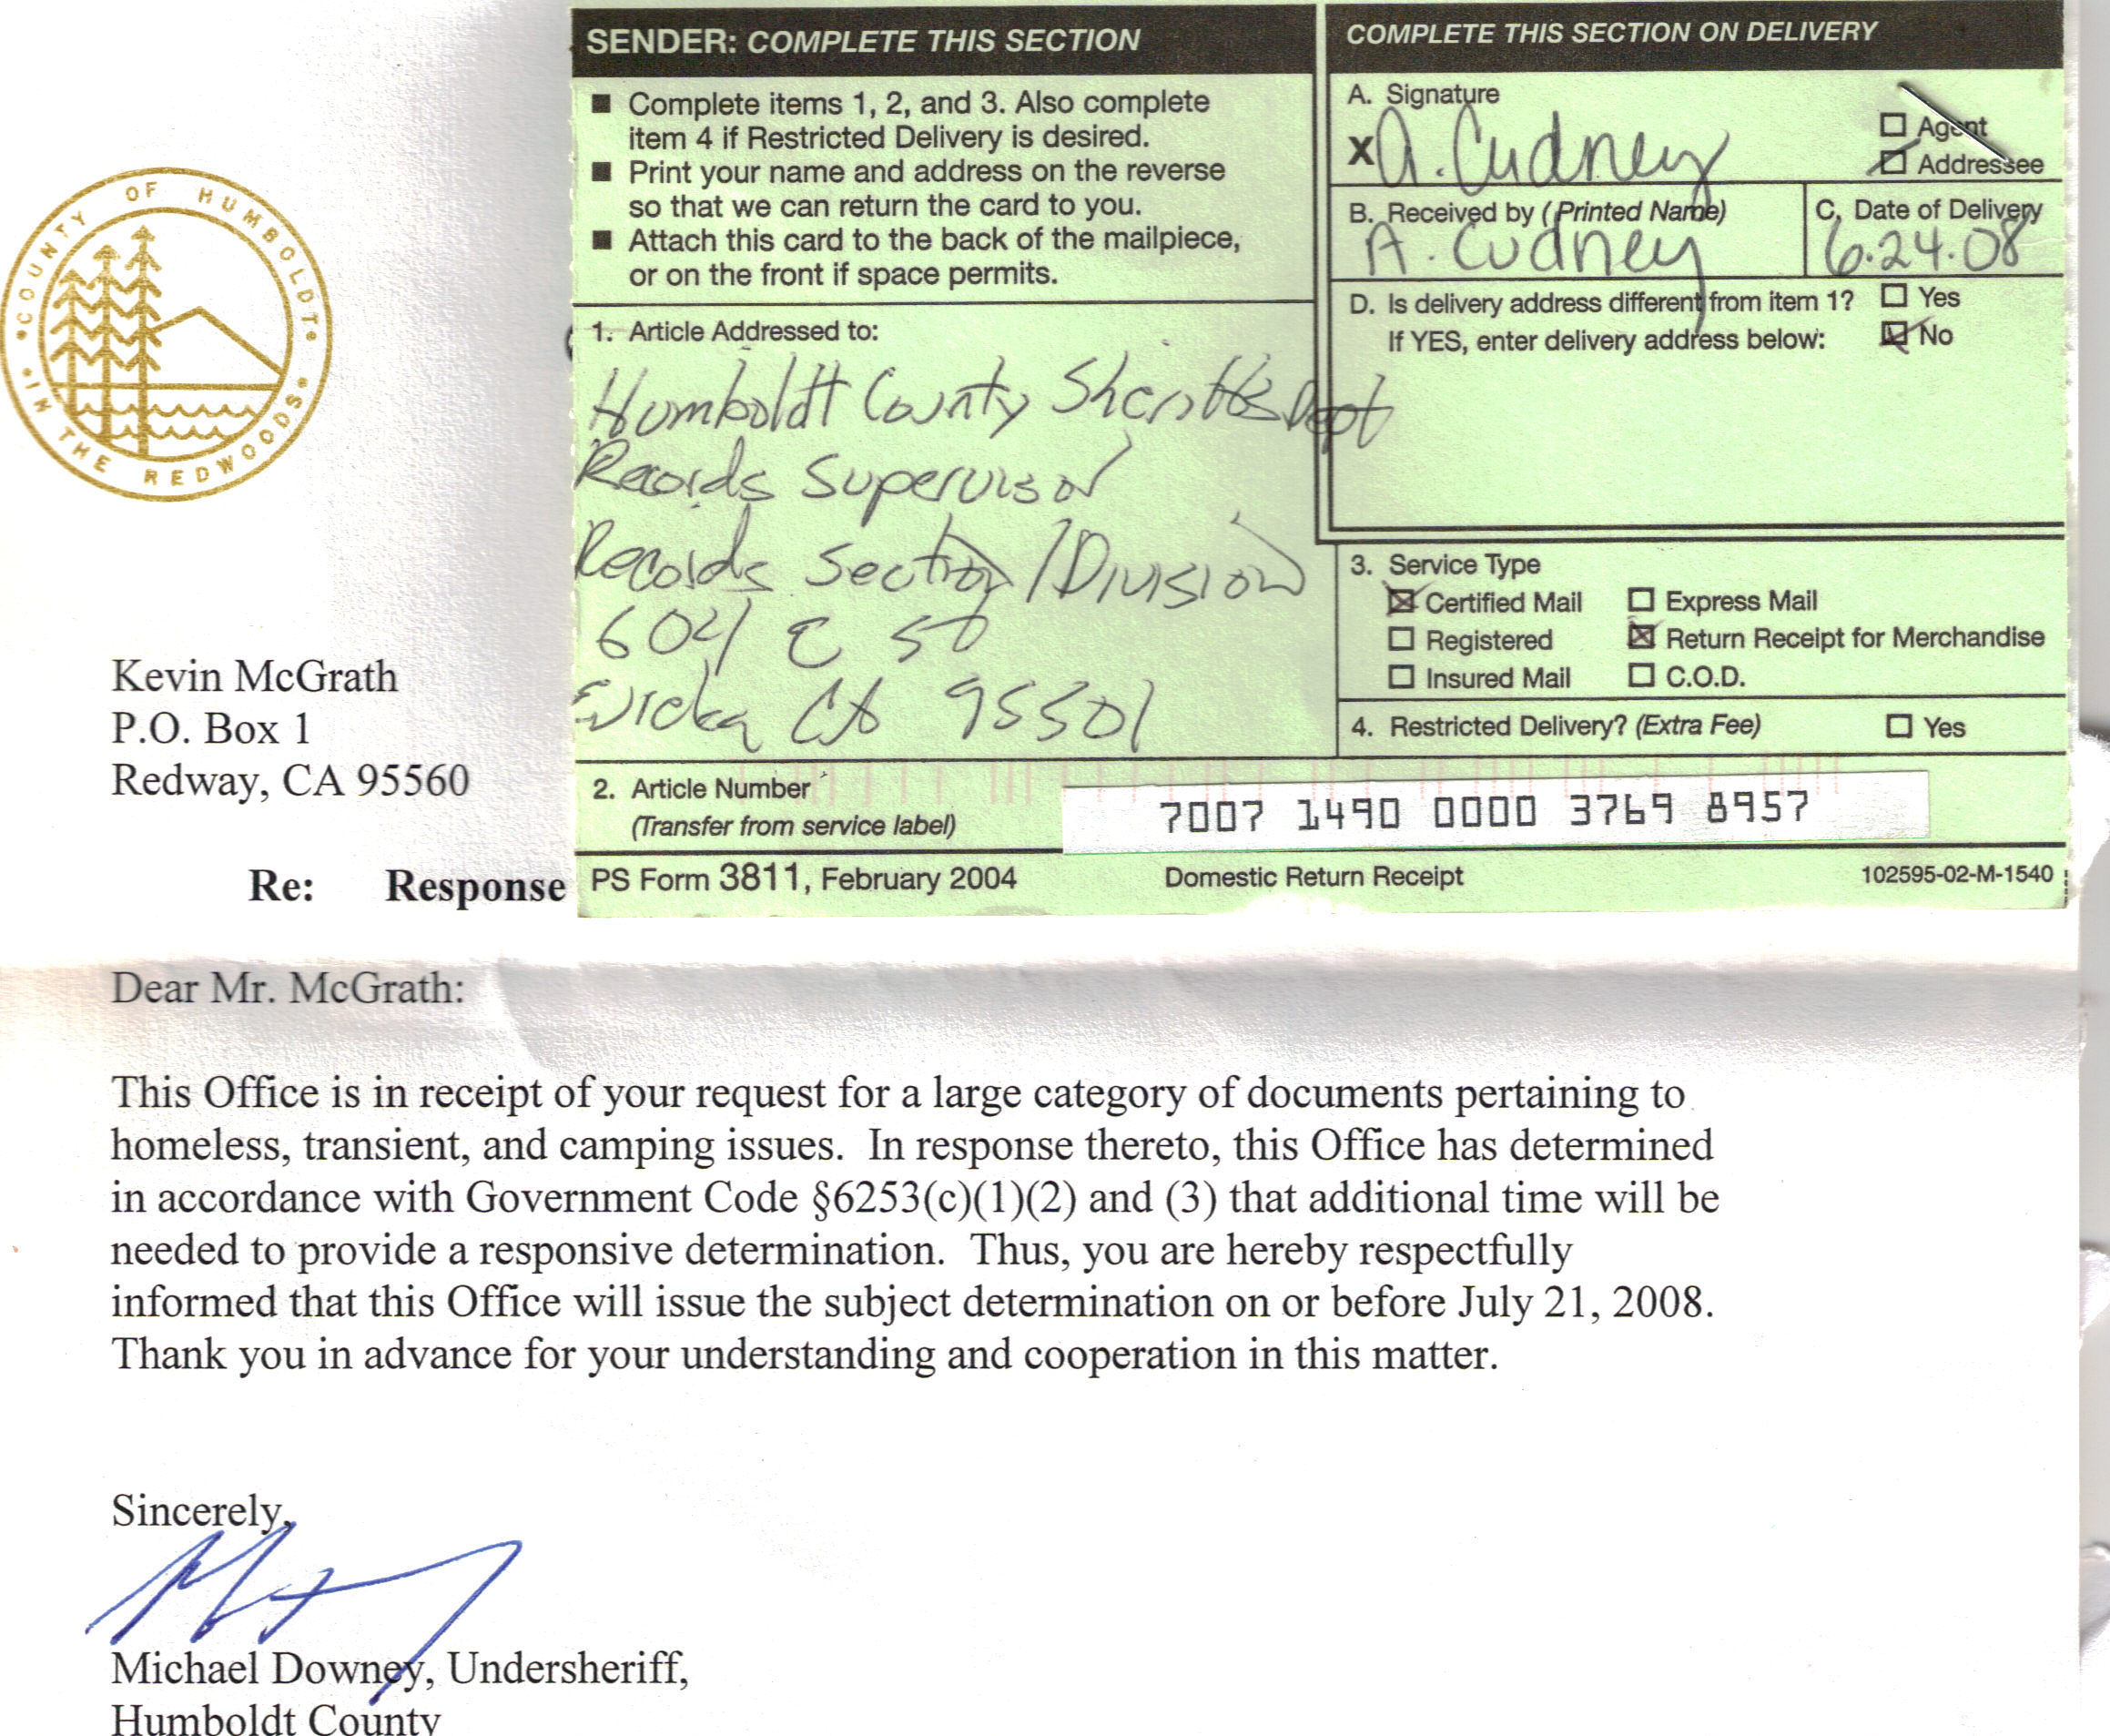 COUNTY OF HUMBOLDT
IN THE REDWOODS
SENDER: COMPLETE THIS SECTION
■ Complete items 1, 2, and 3. Also complete
item 4 if Restricted Delivery is desired.
■ Print your name and address on the reverse
so that we can return the card to you.
■ Attach this card to the back of the mailpiece,
or on the front if space permits.
1. Article Addressed to:
Humboldt County Sheriffs Dept
Records Supervisor
Records Section/Division
604 C St
Eureka CA 95501
COMPLETE THIS SECTION ON DELIVERY
A. Signature
X A. Cudney
Agent
Addressee
B. Received by (Printed Name)
A. Cudney
C. Date of Delivery
6.24.08
D. Is delivery address different from item 1? Yes
If YES, enter delivery address below: No
3. Service Type
Certified Mail Express Mail
Registered Return Receipt for Merchandise
Insured Mail C.O.D.
4. Restricted Delivery? (Extra Fee) Yes
2. Article Number
(Transfer from service label)
7007 1490 0000 3769 8957
PS Form 3811, February 2004 Domestic Return Receipt 102595-02-M-1540
Kevin McGrath
P.O. Box 1
Redway, CA 95560
Re: Response
Dear Mr. McGrath:
This Office is in receipt of your request for a large category of documents pertaining to
homeless, transient, and camping issues. In response thereto, this Office has determined
in accordance with Government Code §6253(c)(1)(2) and (3) that additional time will be
needed to provide a responsive determination. Thus, you are hereby respectfully
informed that this Office will issue the subject determination on or before July 21, 2008.
Thank you in advance for your understanding and cooperation in this matter.
Sincerely,
Michael Downey, Undersheriff,
Humboldt County